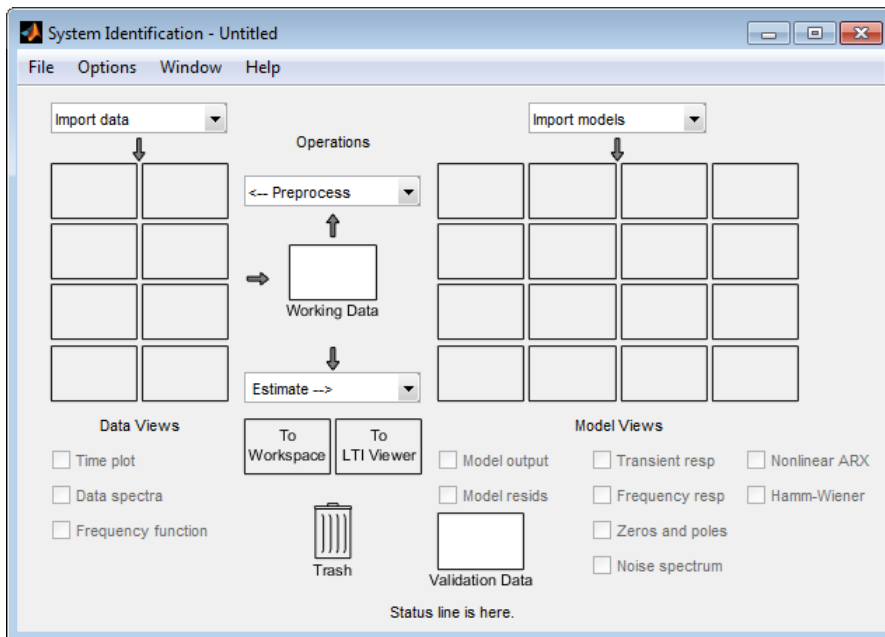 System Identification - Untitled
File Options Window Help
Import data
Import models
Operations
<-- Preprocess
Working Data
Estimate -->
Data Views
Time plot
Data spectra
Frequency function
To
Workspace
To
LTI Viewer
Trash
Model Views
Model output
Model resids
Transient resp
Frequency resp
Zeros and poles
Noise spectrum
Nonlinear ARX
Hamm-Wiener
Validation Data
Status line is here.